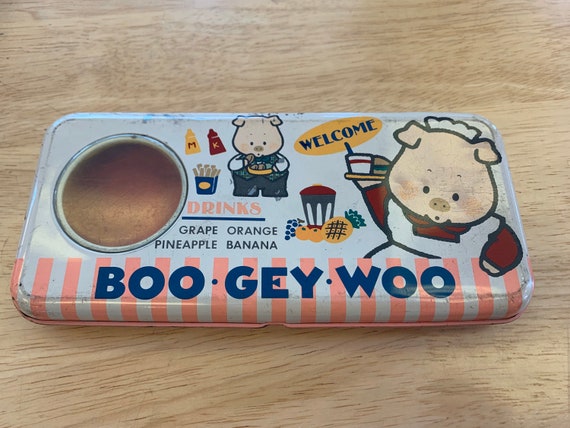 WELCOME
M K
DRINKS
GRAPE ORANGE
PINEAPPLE BANANA
BOO·GEY·WOO